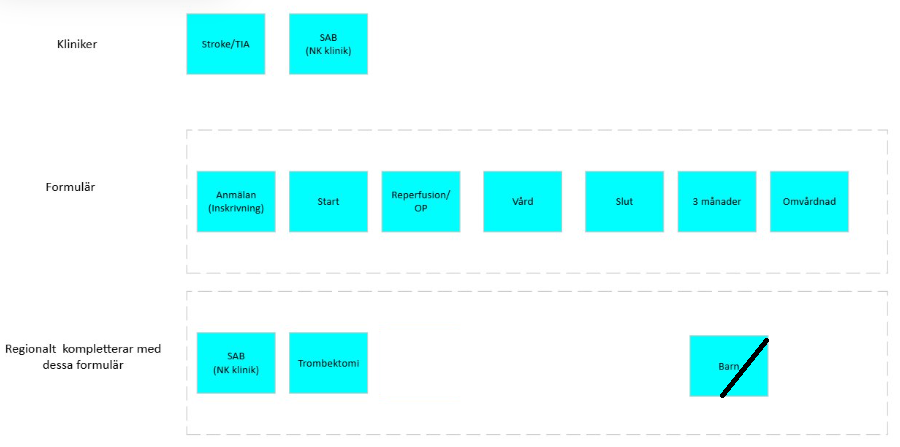 Kliniker
Stroke/TIA
SAB
(NK klinik)
Formulär
Anmälan
(Inskrivning)
Start
Reperfusion/
OP
Vård
Slut
3 månader
Omvårdnad
Regionalt kompletterar med
dessa formulär
SAB
(NK klinik)
Trombektomi
Barn